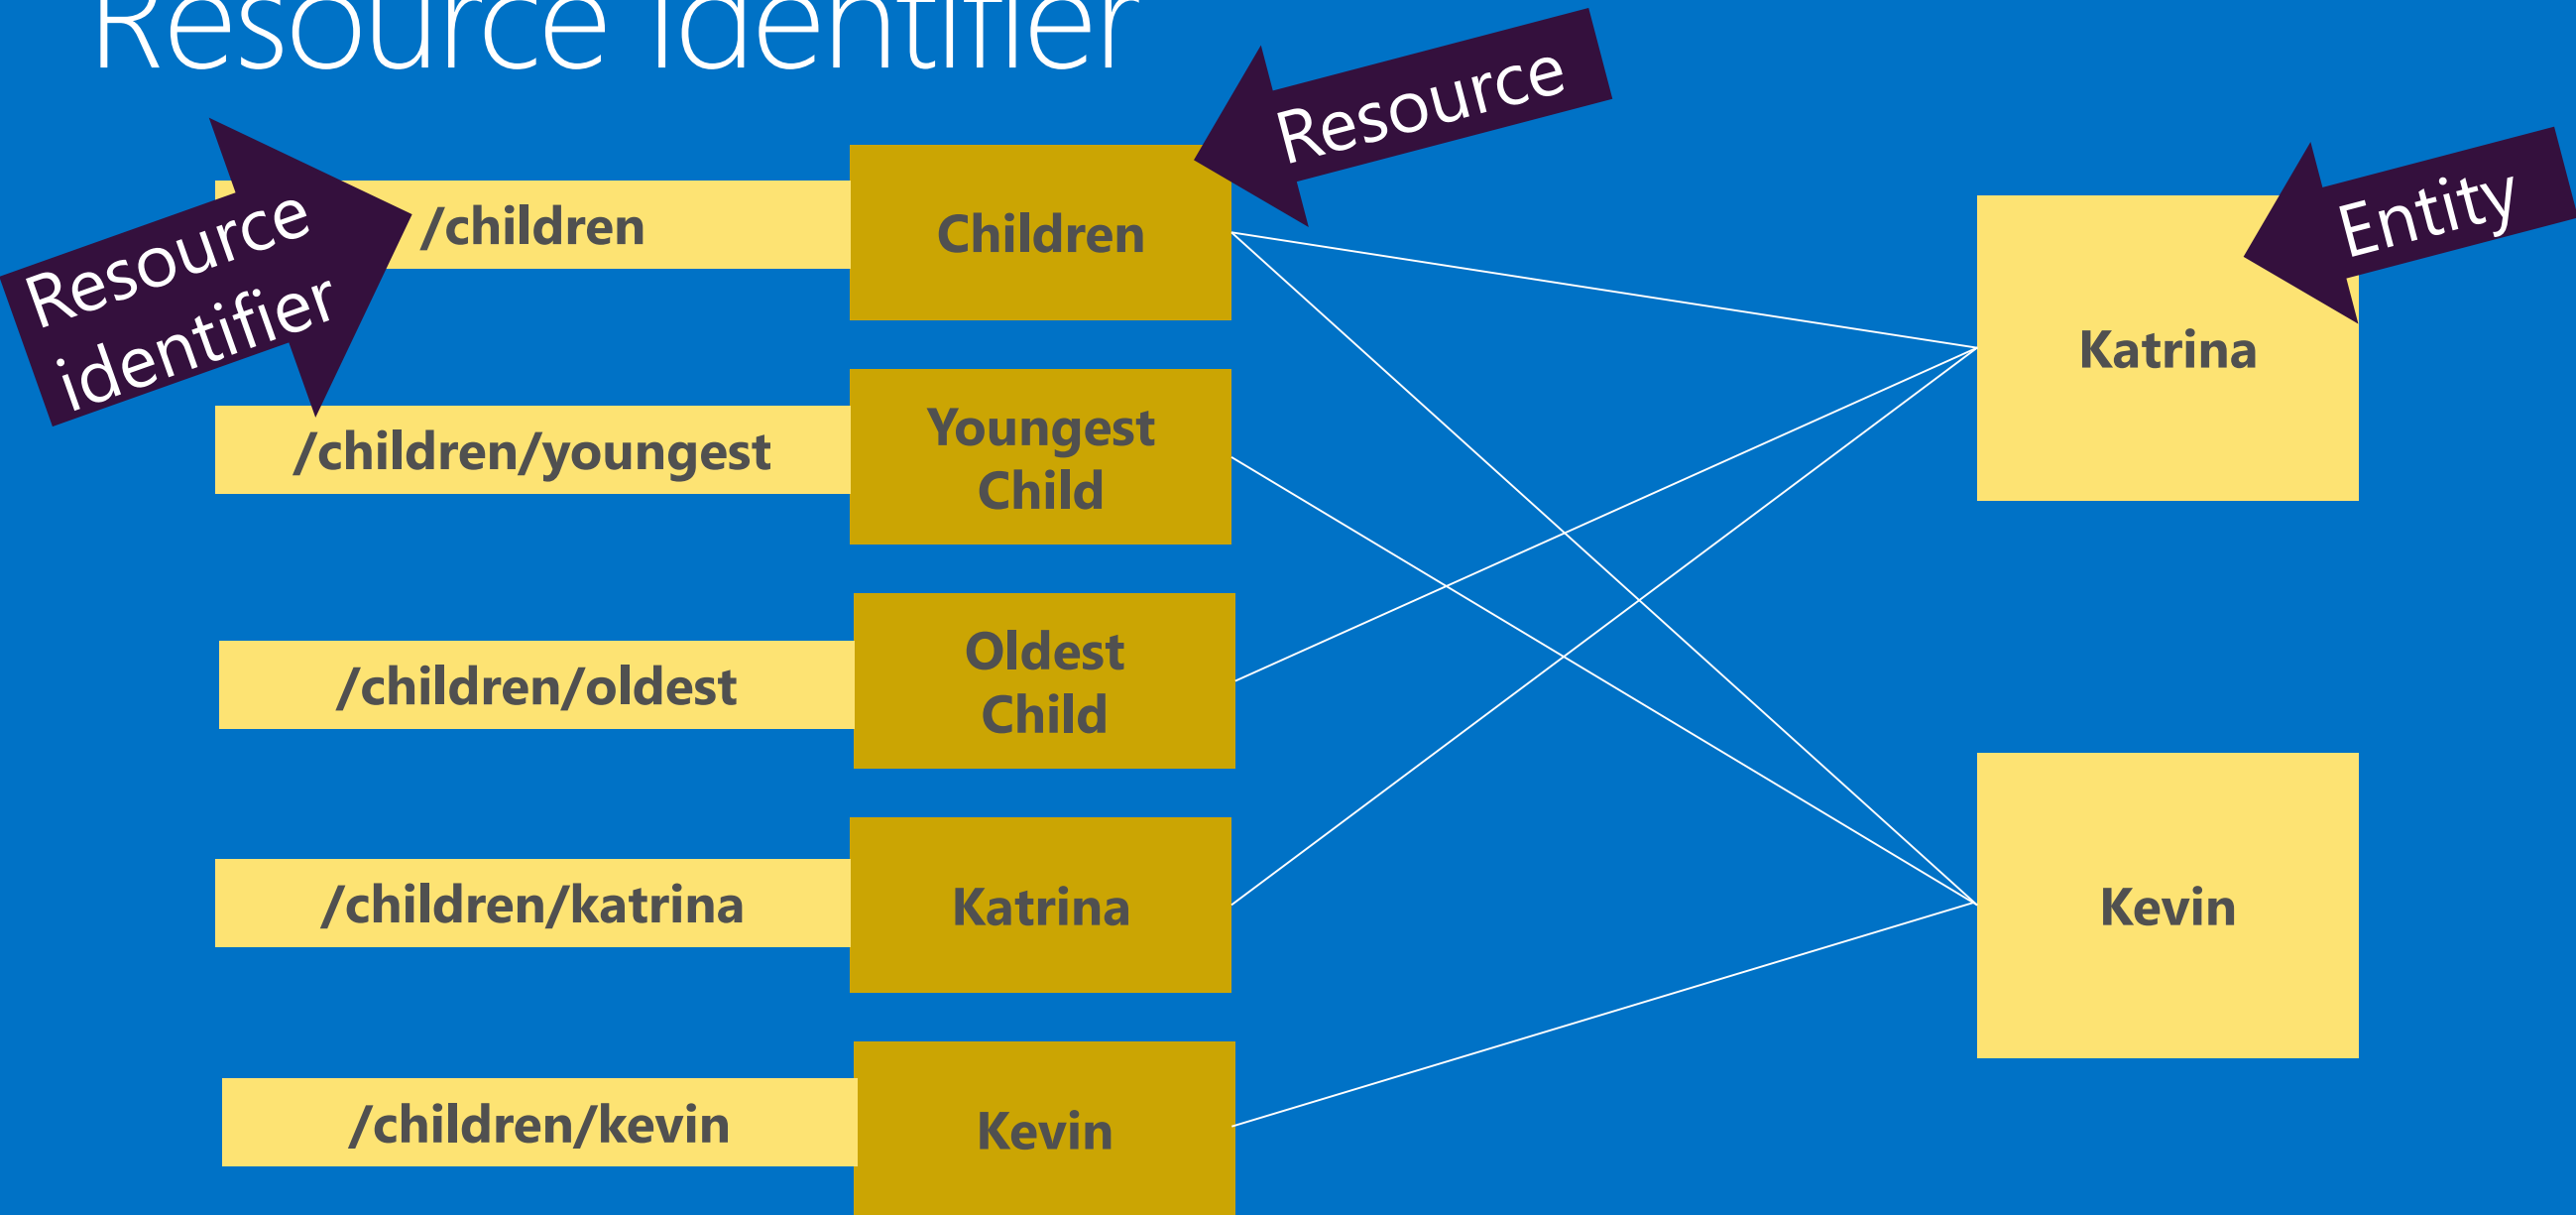 Resource Identifier
Resource
identifier
/children
Children
Resource
Entity
/children/youngest
Youngest
Child
/children/oldest
Oldest
Child
/children/katrina
Katrina
/children/kevin
Kevin
Katrina
Kevin